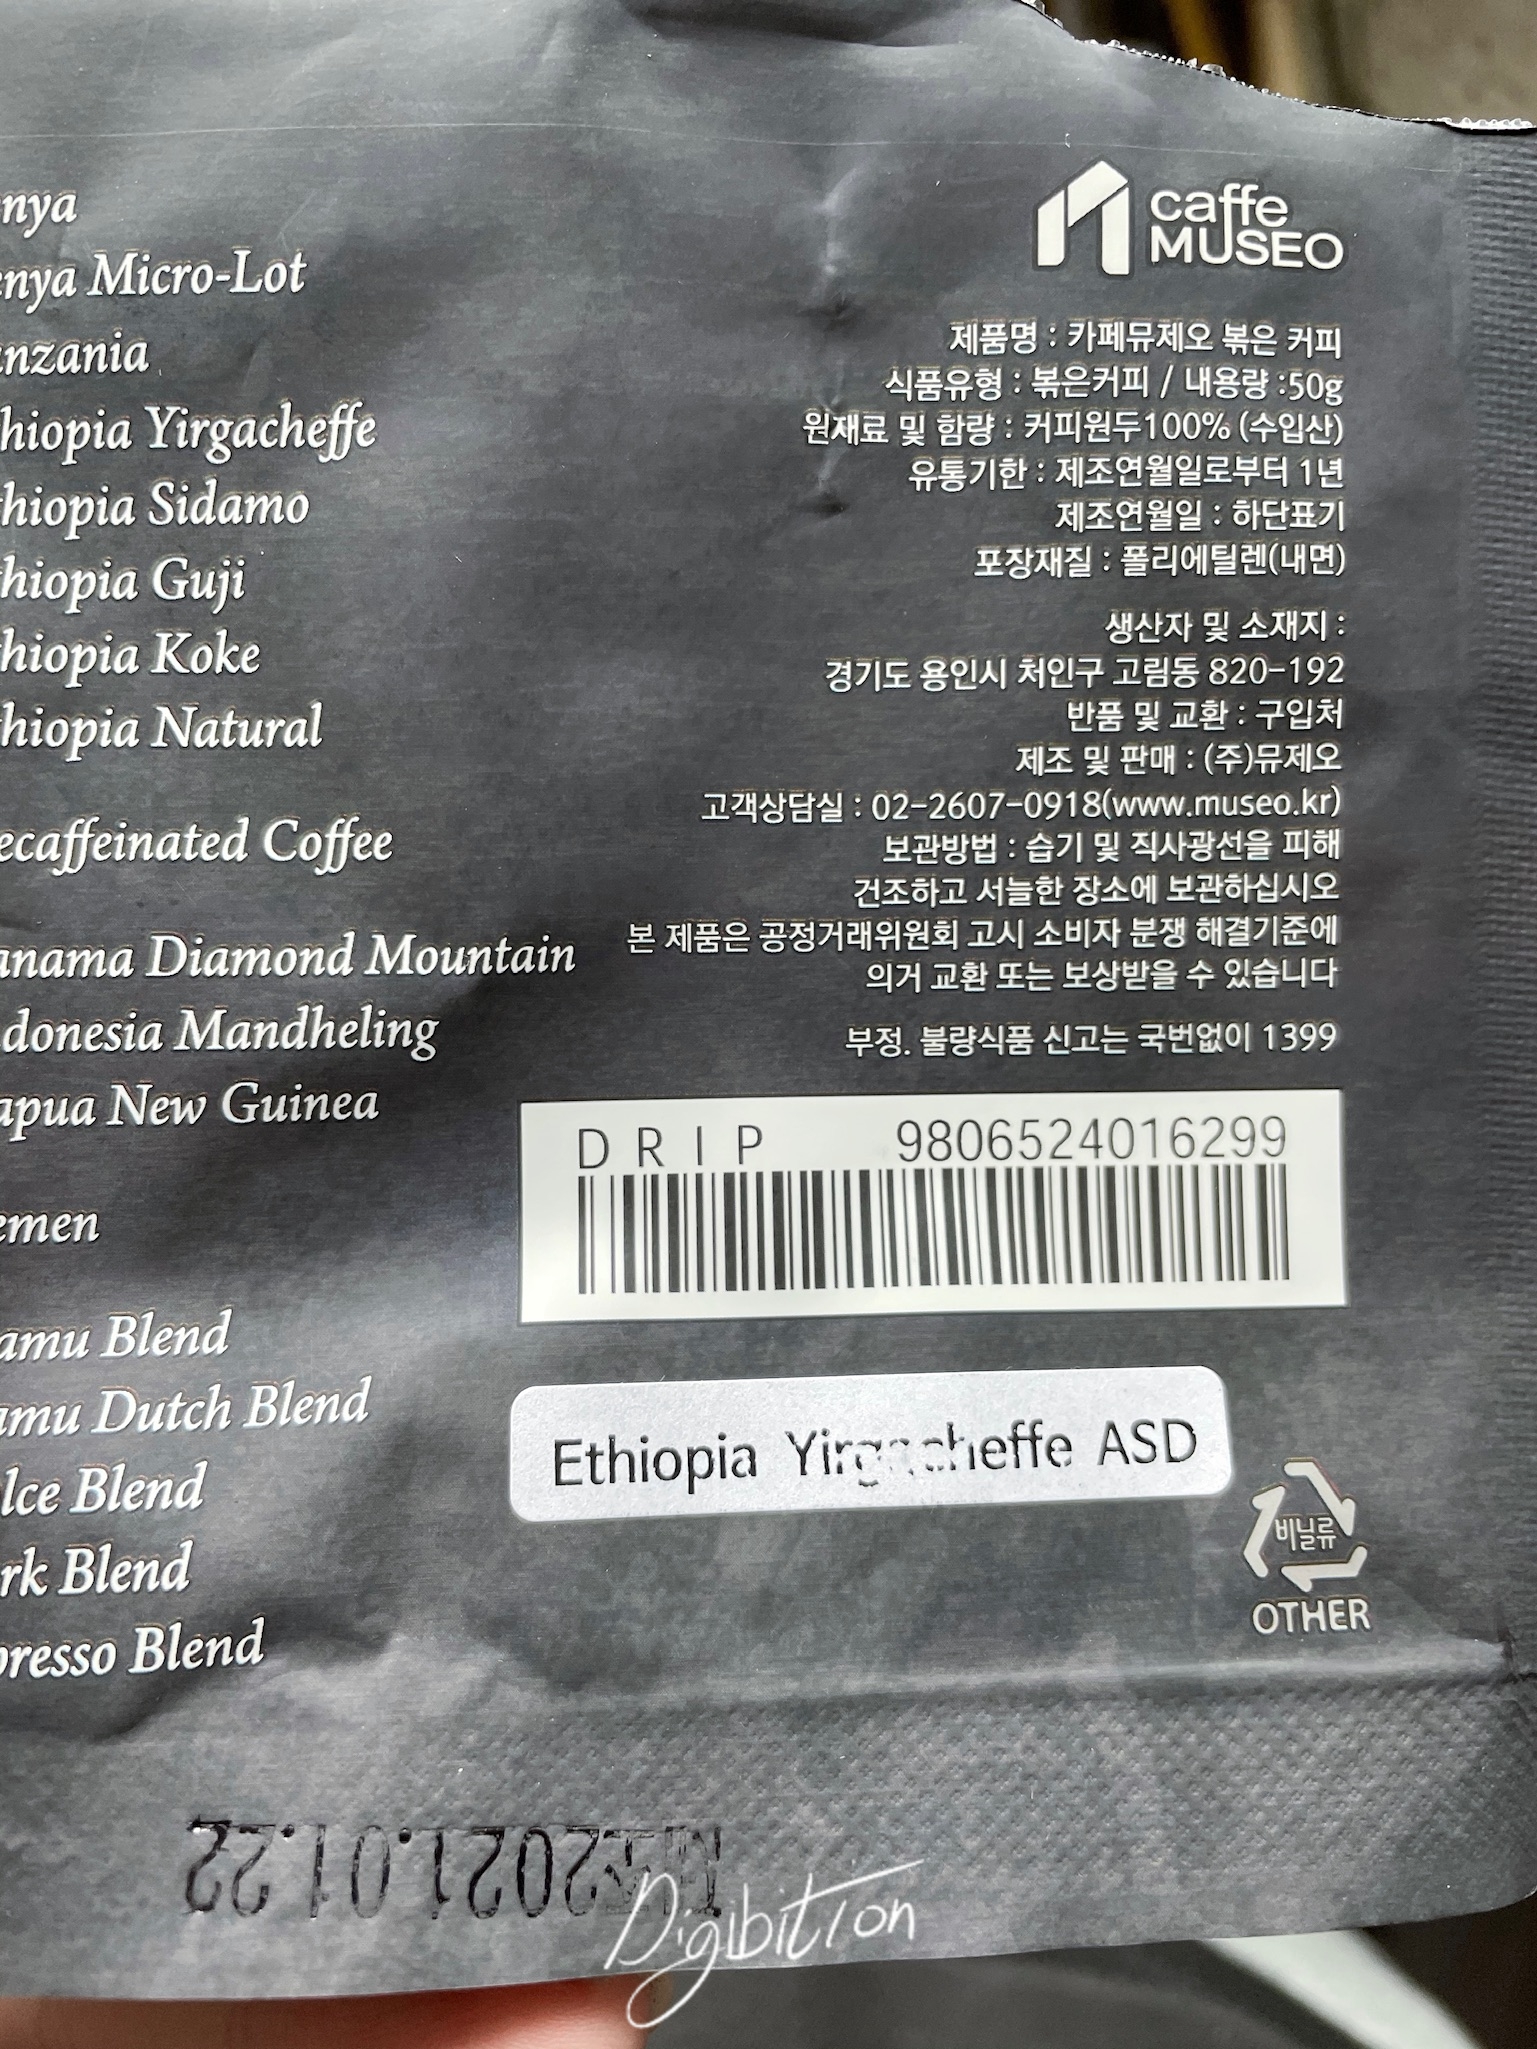 caffe
MUSEO
nya
enya Micro-Lot
anzania
hiopia Yirgacheffe
thiopia Sidamo
thiopia Guji
thiopia Koke
thiopia Natural
ecaffeinated Coffee
anama Diamond Mountain
ndonesia Mandheling
apua New Guinea
emen
amu Blend
amu Dutch Blend
lce Blend
rk Blend
presso Blend
제품명 : 카페뮤제오 볶은 커피
식품유형 : 볶은커피 / 내용량 :50g
원재료 및 함량 : 커피원두100% (수입산)
유통기한 : 제조연월일로부터 1년
제조연월일 : 하단표기
포장재질 : 폴리에틸렌(내면)
생산자 및 소재지 :
경기도 용인시 처인구 고림동 820-192
반품 및 교환 : 구입처
제조 및 판매 : (주)뮤제오
고객상담실 : 02-2607-0918(www.museo.kr)
보관방법 : 습기 및 직사광선을 피해
건조하고 서늘한 장소에 보관하십시오
본 제품은 공정거래위원회 고시 소비자 분쟁 해결기준에
의거 교환 또는 보상받을 수 있습니다
부정. 불량식품 신고는 국번없이 1399
DRIP 9806524016299
Ethiopia Yirgacheffe ASD
비닐류
OTHER
제조2021.01.22
Digibition